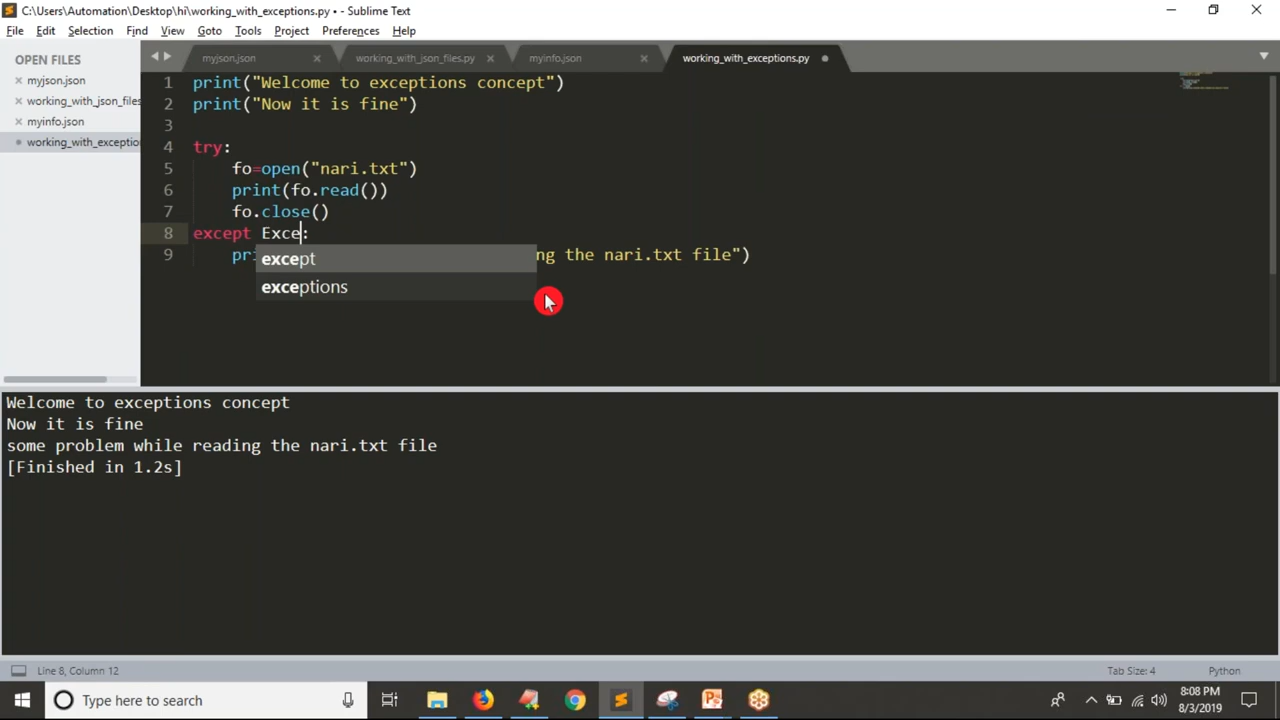 C:\Users\Automation\Desktop\hi\working_with_exceptions.py • - Sublime Text
File Edit Selection Find View Goto Tools Project Preferences Help
OPEN FILES
myjson.json
working_with_json_files
myinfo.json
working_with_exceptio
myjson.json working_with_json_files.py myinfo.json working_with_exceptions.py
1 print("Welcome to exceptions concept")
2 print("Now it is fine")
3
4 try:
5 fo=open("nari.txt")
6 print(fo.read())
7 fo.close()
8 except Exce:
9 pri ng the nari.txt file")
except
exceptions
Welcome to exceptions concept
Now it is fine
some problem while reading the nari.txt file
[Finished in 1.2s]
Line 8, Column 12 Tab Size: 4 Python
Type here to search
8:08 PM
8/3/2019